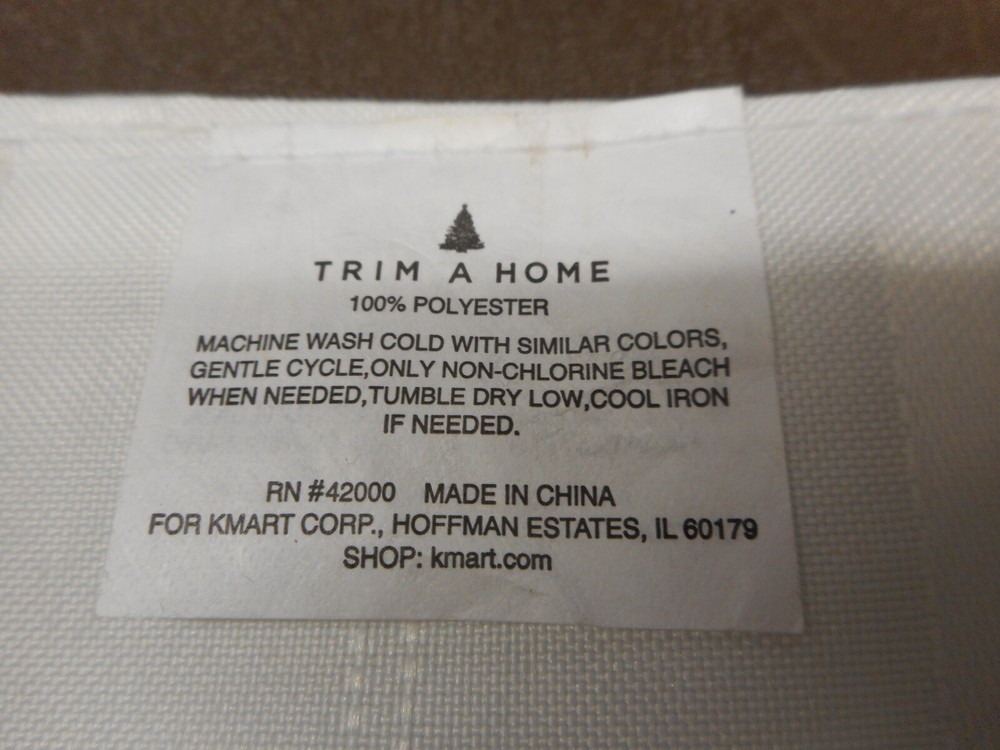 TRIM A HOME
100% POLYESTER
MACHINE WASH COLD WITH SIMILAR COLORS,
GENTLE CYCLE,ONLY NON-CHLORINE BLEACH
WHEN NEEDED,TUMBLE DRY LOW,COOL IRON
IF NEEDED.
RN #42000 MADE IN CHINA
FOR KMART CORP., HOFFMAN ESTATES, IL 60179
SHOP: kmart.com